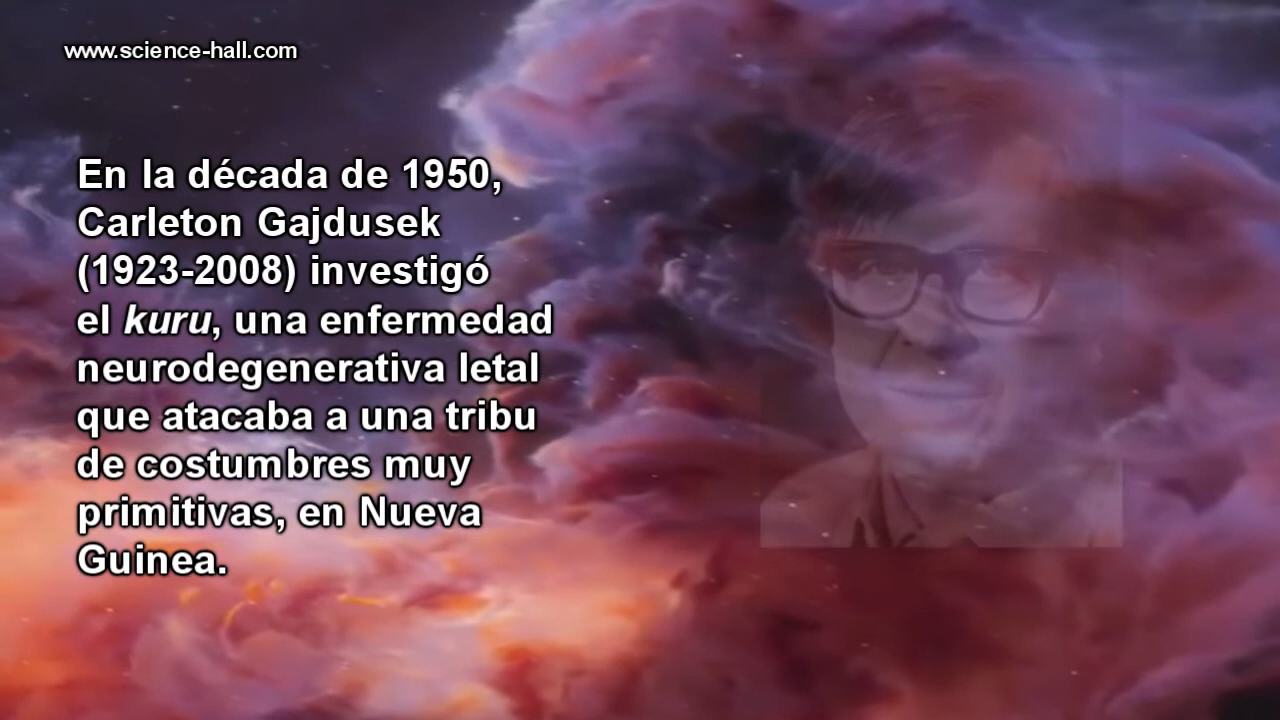 www.science-hall.com
En la década de 1950,
Carleton Gajdusek
(1923-2008) investigó
el kuru, una enfermedad
neurodegenerativa letal
que atacaba a una tribu
de costumbres muy
primitivas, en Nueva
Guinea.